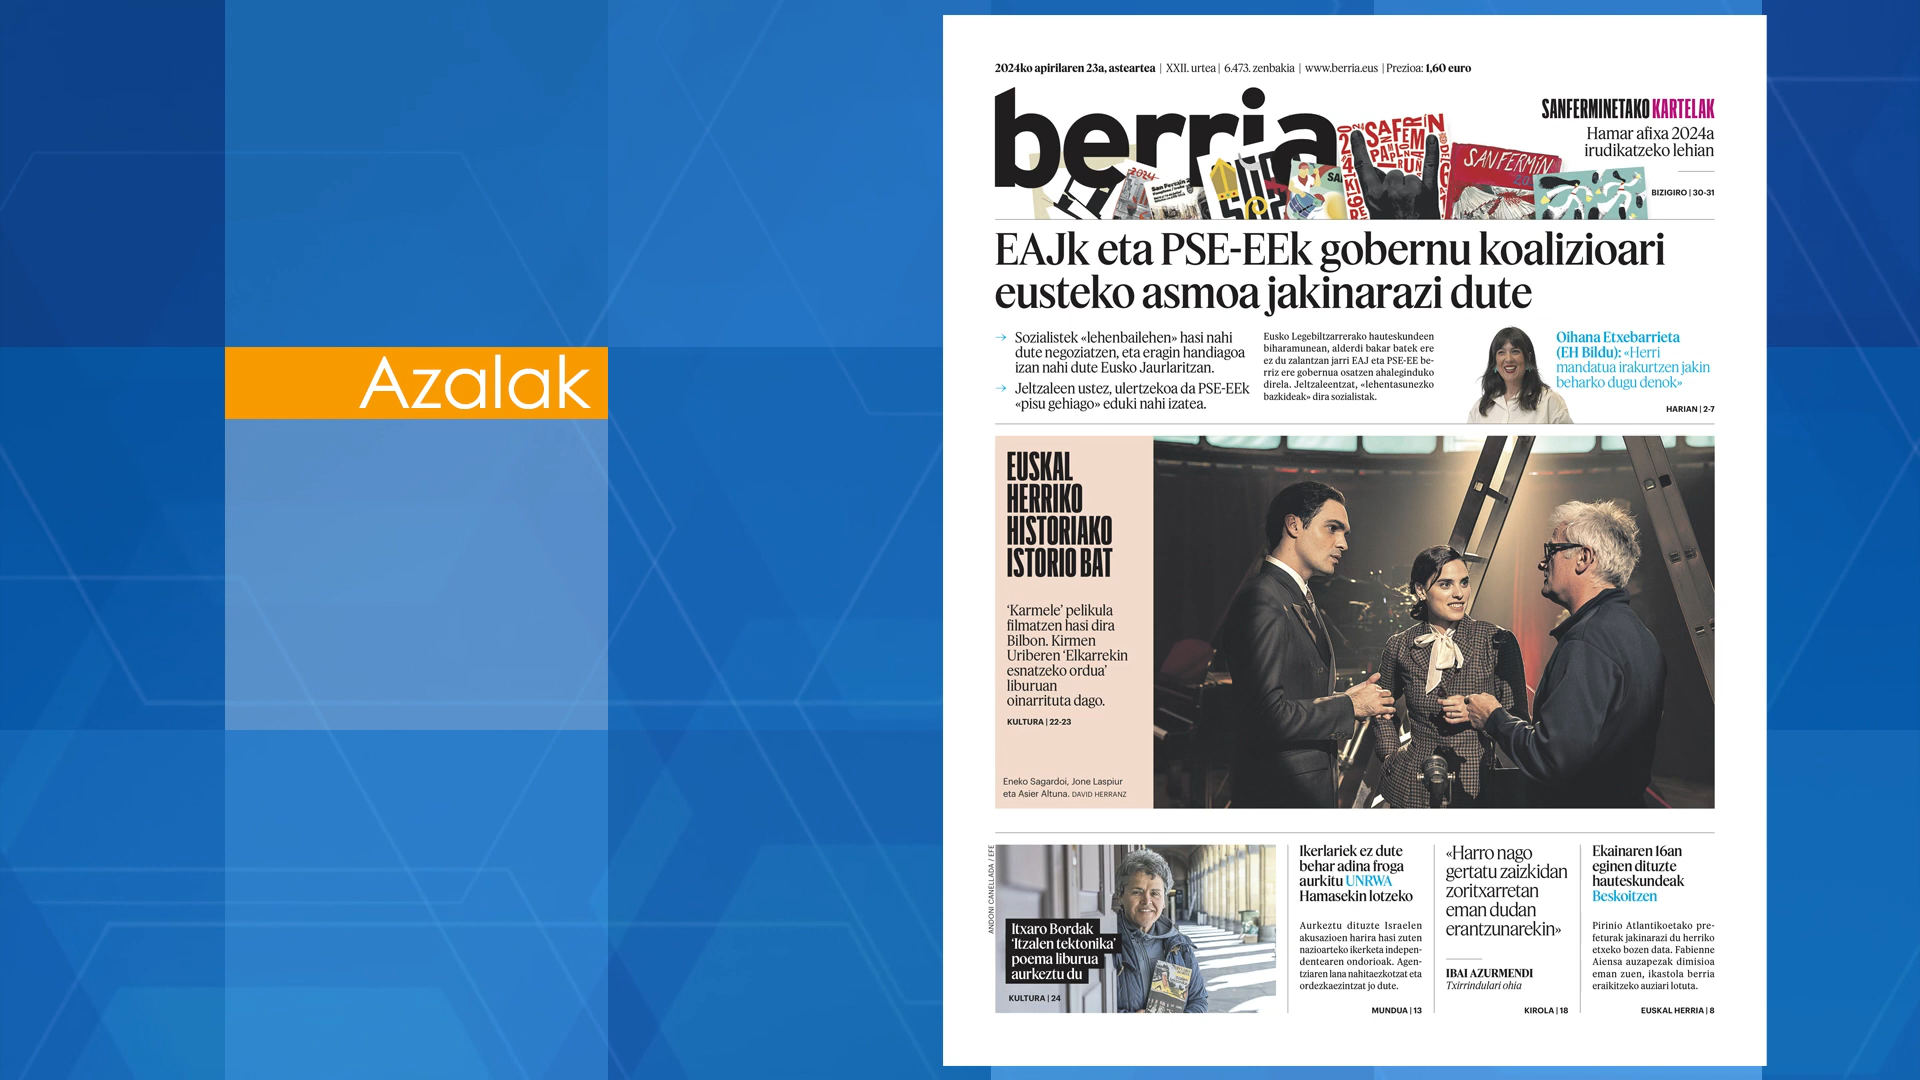 Azalak
2024ko apirilaren 23a, asteartea | XXII. urtea | 6.473. zenbakia | www.berria.eus | Prezioa: 1,60 euro
berria
SANFERMINETAKO KARTELAK
Hamar afixa 2024a
irudikatzeko lehian
BIZIGIRO | 30-31
2024
SAN FERMIN
EAJk eta PSE-EEk gobernu koalizioari
eusteko asmoa jakinarazi dute
→ Sozialistek «lehenbailehen» hasi nahi
dute negoziatzen, eta eragin handiagoa
izan nahi dute Eusko Jaurlaritzan.
→ Jeltzaleen ustez, ulertzekoa da PSE-EEk
«pisu gehiago» eduki nahi izatea.
Eusko Legebiltzarrerako hauteskundeen
biharamunean, alderdi bakar batek ere
ez du zalantzan jarri EAJ eta PSE-EE be-
rriz ere gobernua osatzen ahaleginduko
direla. Jeltzaleentzat, «lehentasunezko
bazkideak» dira sozialistak.
Oihana Etxebarrieta
(EH Bildu): «Herri
mandatua irakurtzen jakin
beharko dugu denok»
HARIAN | 2-7
EUSKAL
HERRIKO
HISTORIAKO
ISTORIO BAT
‘Karmele’ pelikula
filmatzen hasi dira
Bilbon. Kirmen
Uriberen ‘Elkarrekin
esnatzeko ordua’
liburuan
oinarrituta dago.
KULTURA | 22-23
Eneko Sagardoi, Jone Laspiur
eta Asier Altuna. DAVID HERRANZ
ANDONI CANELLADA / EFE
Itxaro Bordak
‘Itzalen tektonika’
poema liburua
aurkeztu du
KULTURA | 24
Ikerlariek ez dute
behar adina froga
aurkitu UNRWA
Hamasekin lotzeko
Aurkeztu dituzte Israelen
akusazioen harira hasi zuten
nazioarteko ikerketa indepen-
dentearen ondorioak. Agen-
tziaren lana nahitaezkotzat eta
ordezkaezintzat jo dute.
MUNDUA | 13
«Harro nago
gertatu zaizkidan
zoritxarretan
eman dudan
erantzunarekin»
IBAI AZURMENDI
Txirrindulari ohia
KIROLA | 18
Ekainaren 16an
eginen dituzte
hauteskundeak
Beskoitzen
Pirinio Atlantikoetako pre-
feturak jakinarazi du herriko
etxeko bozen data. Fabienne
Aiensa auzapezak dimisioa
eman zuen, ikastola berria
eraikitzeko auziari lotuta.
EUSKAL HERRIA | 8